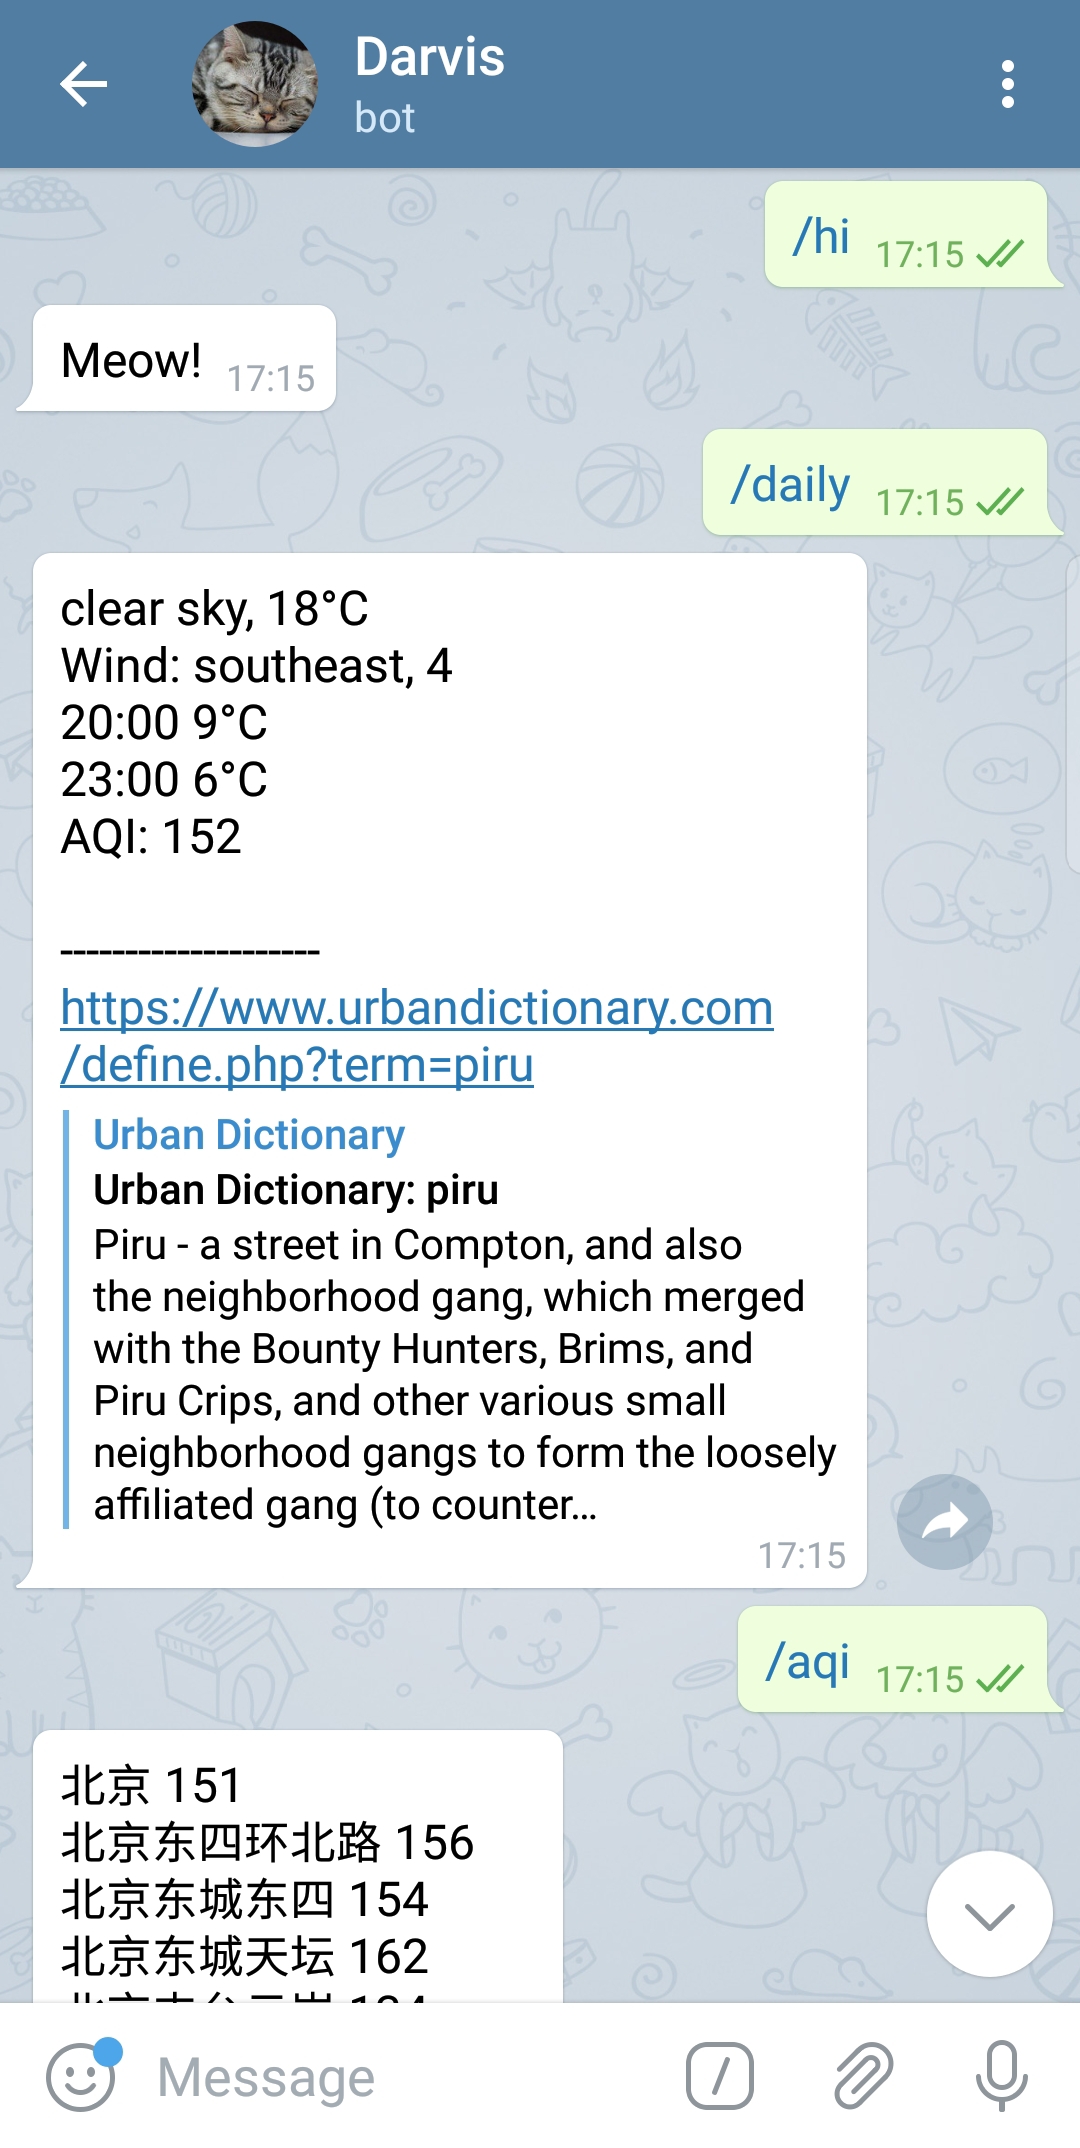 Darvis
bot
/hi 17:15
Meow! 17:15
/daily 17:15
clear sky, 18°C
Wind: southeast, 4
20:00 9°C
23:00 6°C
AQI: 152
--------------------
https://www.urbandictionary.com
/define.php?term=piru
Urban Dictionary
Urban Dictionary: piru
Piru - a street in Compton, and also
the neighborhood gang, which merged
with the Bounty Hunters, Brims, and
Piru Crips, and other various small
neighborhood gangs to form the loosely
affiliated gang (to counter...
17:15
/aqi 17:15
北京 151
北京东四环北路 156
北京东城东四 154
北京东城天坛 162
Message